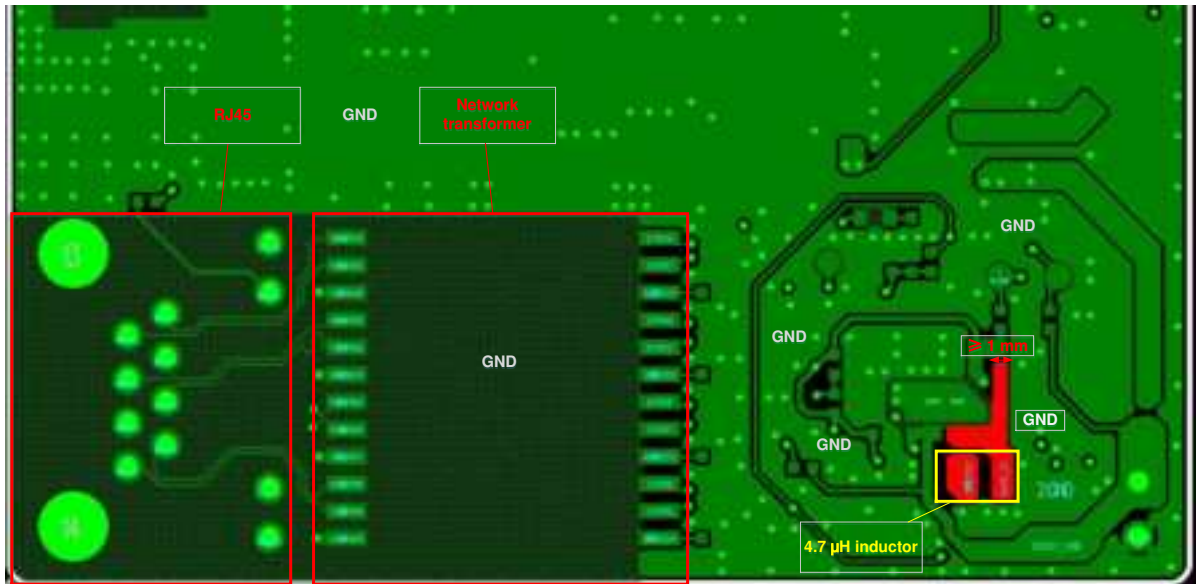 RJ45
GND
Network
transformer
GND
GND
⩾ 1 mm
GND
GND
GND
4.7 µH inductor